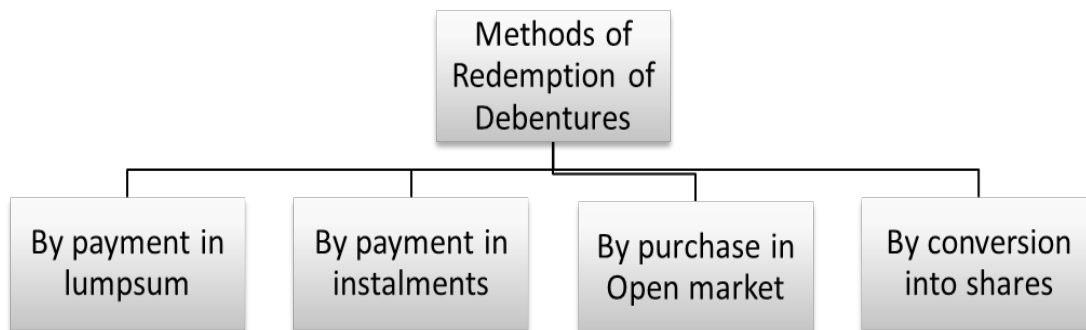 Methods of
Redemption of
Debentures
By payment in
lumpsum
By payment in
instalments
By purchase in
Open market
By conversion
into shares